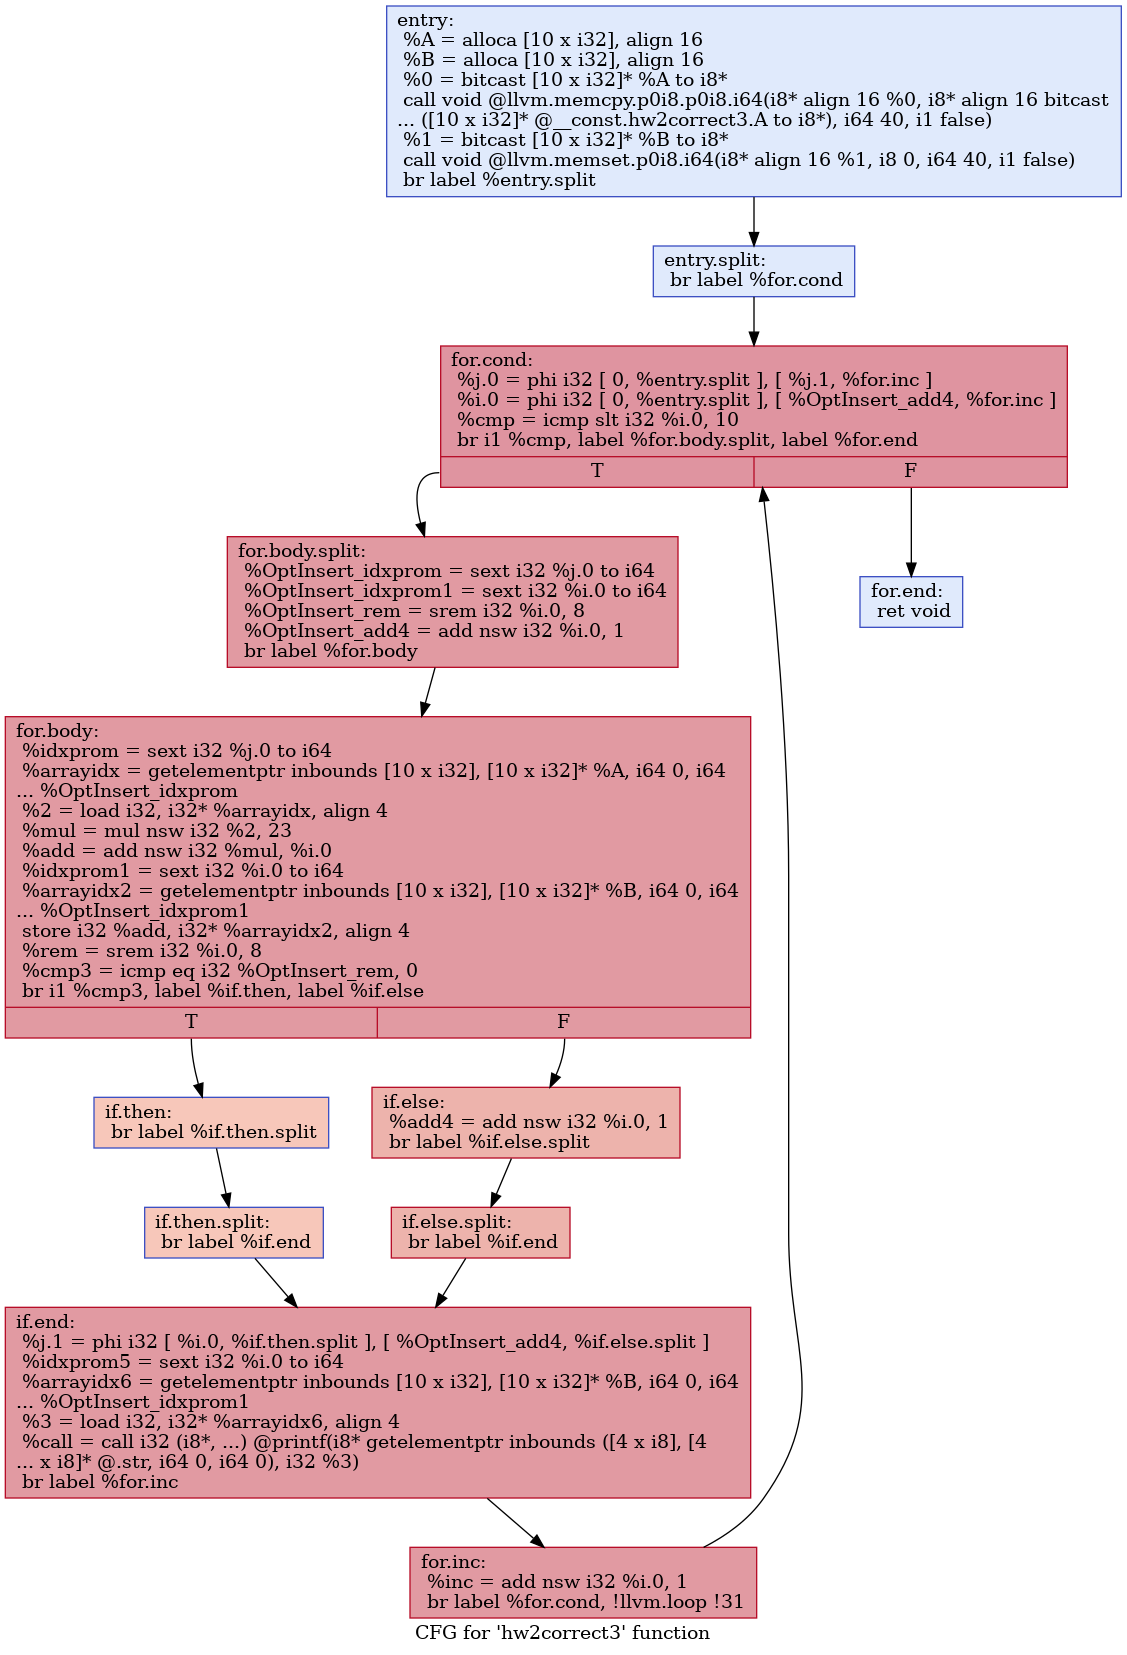 entry:
%A = alloca [10 x i32], align 16
%B = alloca [10 x i32], align 16
%0 = bitcast [10 x i32]* %A to i8*
call void @llvm.memcpy.p0i8.p0i8.i64(i8* align 16 %0, i8* align 16 bitcast
... ([10 x i32]* @__const.hw2correct3.A to i8*), i64 40, i1 false)
%1 = bitcast [10 x i32]* %B to i8*
call void @llvm.memset.p0i8.i64(i8* align 16 %1, i8 0, i64 40, i1 false)
br label %entry.split
entry.split:
br label %for.cond
for.cond:
%j.0 = phi i32 [ 0, %entry.split ], [ %j.1, %for.inc ]
%i.0 = phi i32 [ 0, %entry.split ], [ %OptInsert_add4, %for.inc ]
%cmp = icmp slt i32 %i.0, 10
br i1 %cmp, label %for.body.split, label %for.end
T
F
for.body.split:
%OptInsert_idxprom = sext i32 %j.0 to i64
%OptInsert_idxprom1 = sext i32 %i.0 to i64
%OptInsert_rem = srem i32 %i.0, 8
%OptInsert_add4 = add nsw i32 %i.0, 1
br label %for.body
for.end:
ret void
for.body:
%idxprom = sext i32 %j.0 to i64
%arrayidx = getelementptr inbounds [10 x i32], [10 x i32]* %A, i64 0, i64
... %OptInsert_idxprom
%2 = load i32, i32* %arrayidx, align 4
%mul = mul nsw i32 %2, 23
%add = add nsw i32 %mul, %i.0
%idxprom1 = sext i32 %i.0 to i64
%arrayidx2 = getelementptr inbounds [10 x i32], [10 x i32]* %B, i64 0, i64
... %OptInsert_idxprom1
store i32 %add, i32* %arrayidx2, align 4
%rem = srem i32 %i.0, 8
%cmp3 = icmp eq i32 %OptInsert_rem, 0
br i1 %cmp3, label %if.then, label %if.else
T
F
if.then:
br label %if.then.split
if.else:
%add4 = add nsw i32 %i.0, 1
br label %if.else.split
if.then.split:
br label %if.end
if.else.split:
br label %if.end
if.end:
%j.1 = phi i32 [ %i.0, %if.then.split ], [ %OptInsert_add4, %if.else.split ]
%idxprom5 = sext i32 %i.0 to i64
%arrayidx6 = getelementptr inbounds [10 x i32], [10 x i32]* %B, i64 0, i64
... %OptInsert_idxprom1
%3 = load i32, i32* %arrayidx6, align 4
%call = call i32 (i8*, ...) @printf(i8* getelementptr inbounds ([4 x i8], [4
... x i8]* @.str, i64 0, i64 0), i32 %3)
br label %for.inc
for.inc:
%inc = add nsw i32 %i.0, 1
br label %for.cond, !llvm.loop !31
CFG for 'hw2correct3' function